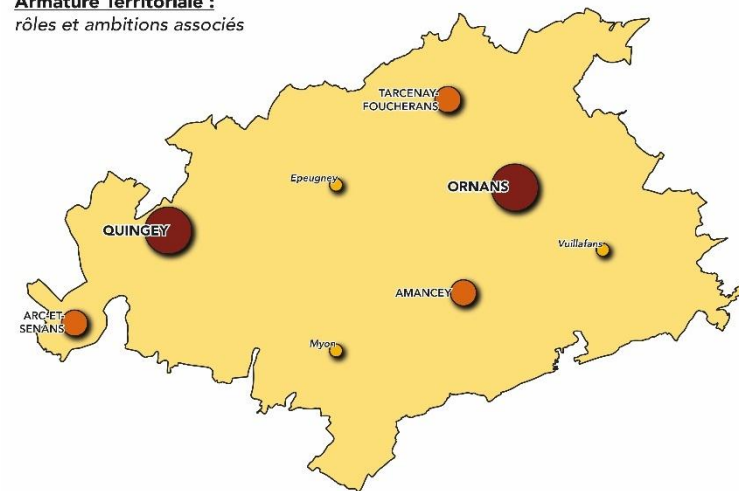 Armature Territoriale :
rôles et ambitions associés
TARCENAY-
FOUCHERANS
Epeugney
ORNANS
QUINGEY
Vuillafans
AMANCEY
ARC-ET-
SENANS
Myon